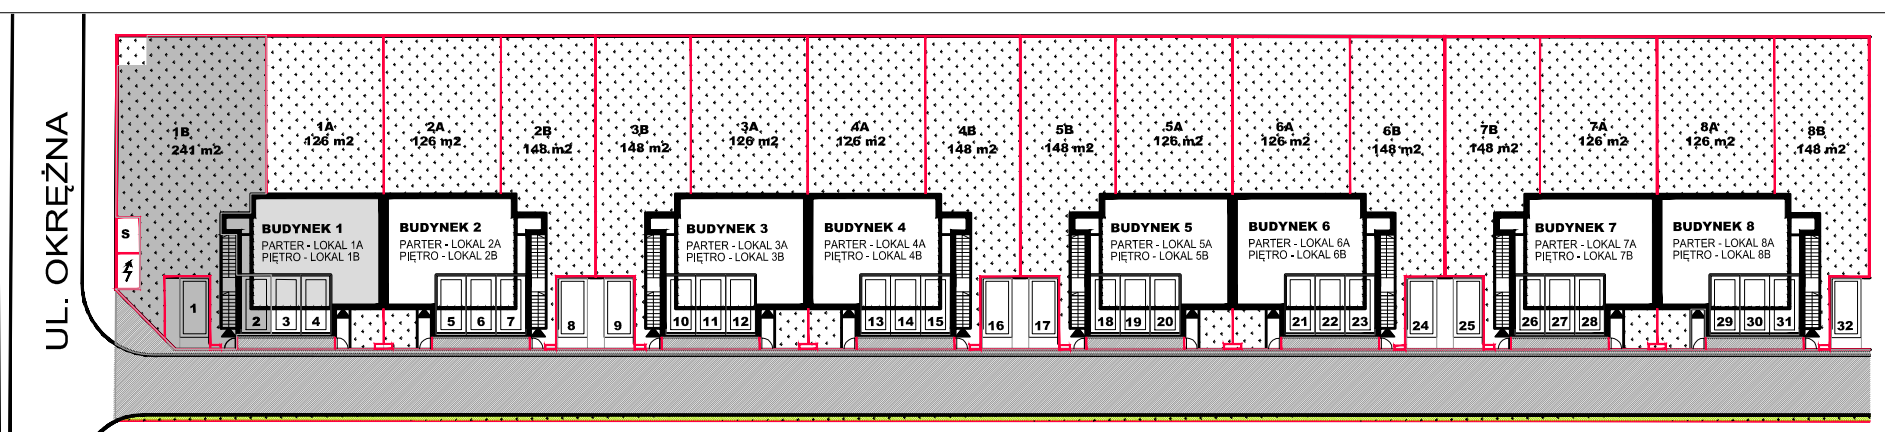 UL. OKRĘŻNA
1B
241 m2
1A
126 m2
2A
126 m2
2B
148 m2
3B
148 m2
3A
126 m2
4A
126 m2
4B
148 m2
5B
148 m2
5A
126 m2
6A
126 m2
6B
148 m2
7B
148 m2
7A
126 m2
8A
126 m2
8B
148 m2
S
BUDYNEK 1
PARTER - LOKAL 1A
PIĘTRO - LOKAL 1B
BUDYNEK 2
PARTER - LOKAL 2A
PIĘTRO - LOKAL 2B
BUDYNEK 3
PARTER - LOKAL 3A
PIĘTRO - LOKAL 3B
BUDYNEK 4
PARTER - LOKAL 4A
PIĘTRO - LOKAL 4B
BUDYNEK 5
PARTER - LOKAL 5A
PIĘTRO - LOKAL 5B
BUDYNEK 6
PARTER - LOKAL 6A
PIĘTRO - LOKAL 6B
BUDYNEK 7
PARTER - LOKAL 7A
PIĘTRO - LOKAL 7B
BUDYNEK 8
PARTER - LOKAL 8A
PIĘTRO - LOKAL 8B
1
2 3 4
5 6 7
8 9
10 11 12
13 14 15
16 17
18 19 20
21 22 23
24 25
26 27 28
29 30 31
32